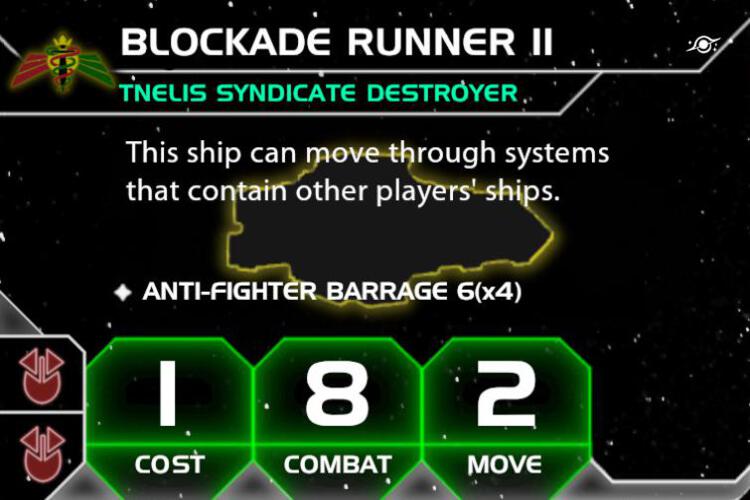 BLOCKADE RUNNER II
TNELIS SYNDICATE DESTROYER
This ship can move through systems
that contain other players' ships.
ANTI-FIGHTER BARRAGE 6(x4)
1 8 2
COST COMBAT MOVE